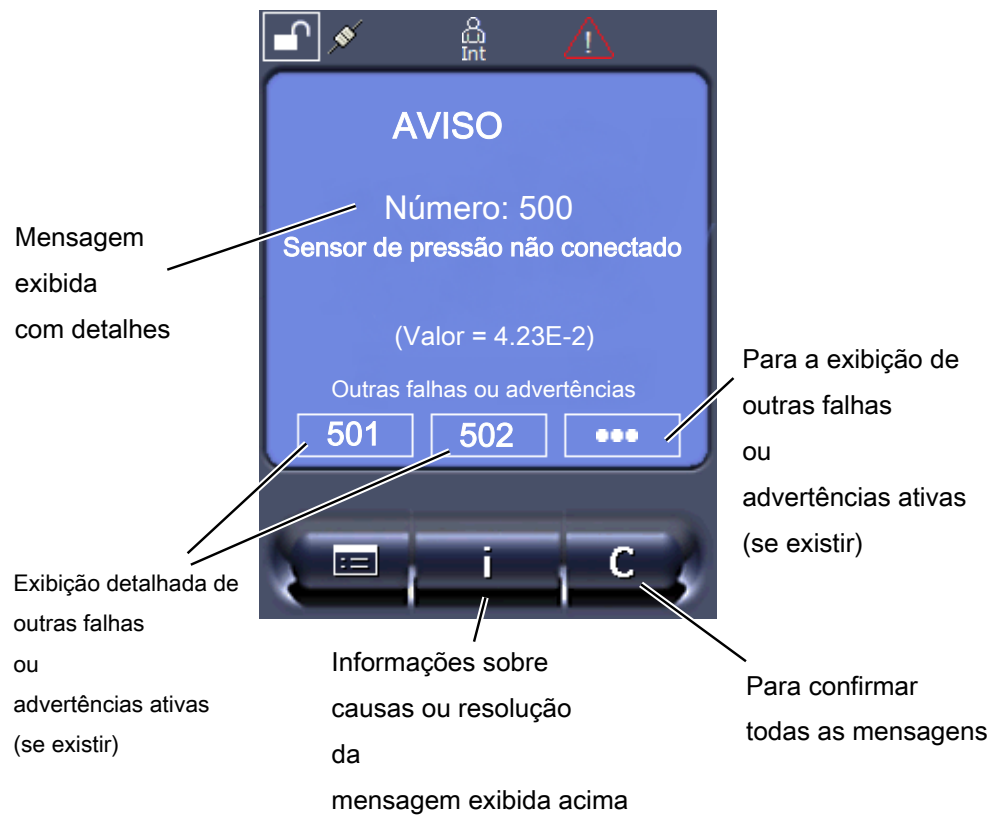 Int
!
AVISO
Número: 500
Sensor de pressão não conectado
(Valor = 4.23E-2)
Outras falhas ou advertências
501
502
•••
i
C
Mensagem
exibida
com detalhes
Para a exibição de
outras falhas
ou
advertências ativas
(se existir)
Exibição detalhada de
outras falhas
ou
advertências ativas
(se existir)
Informações sobre
causas ou resolução
da
mensagem exibida acima
Para confirmar
todas as mensagens